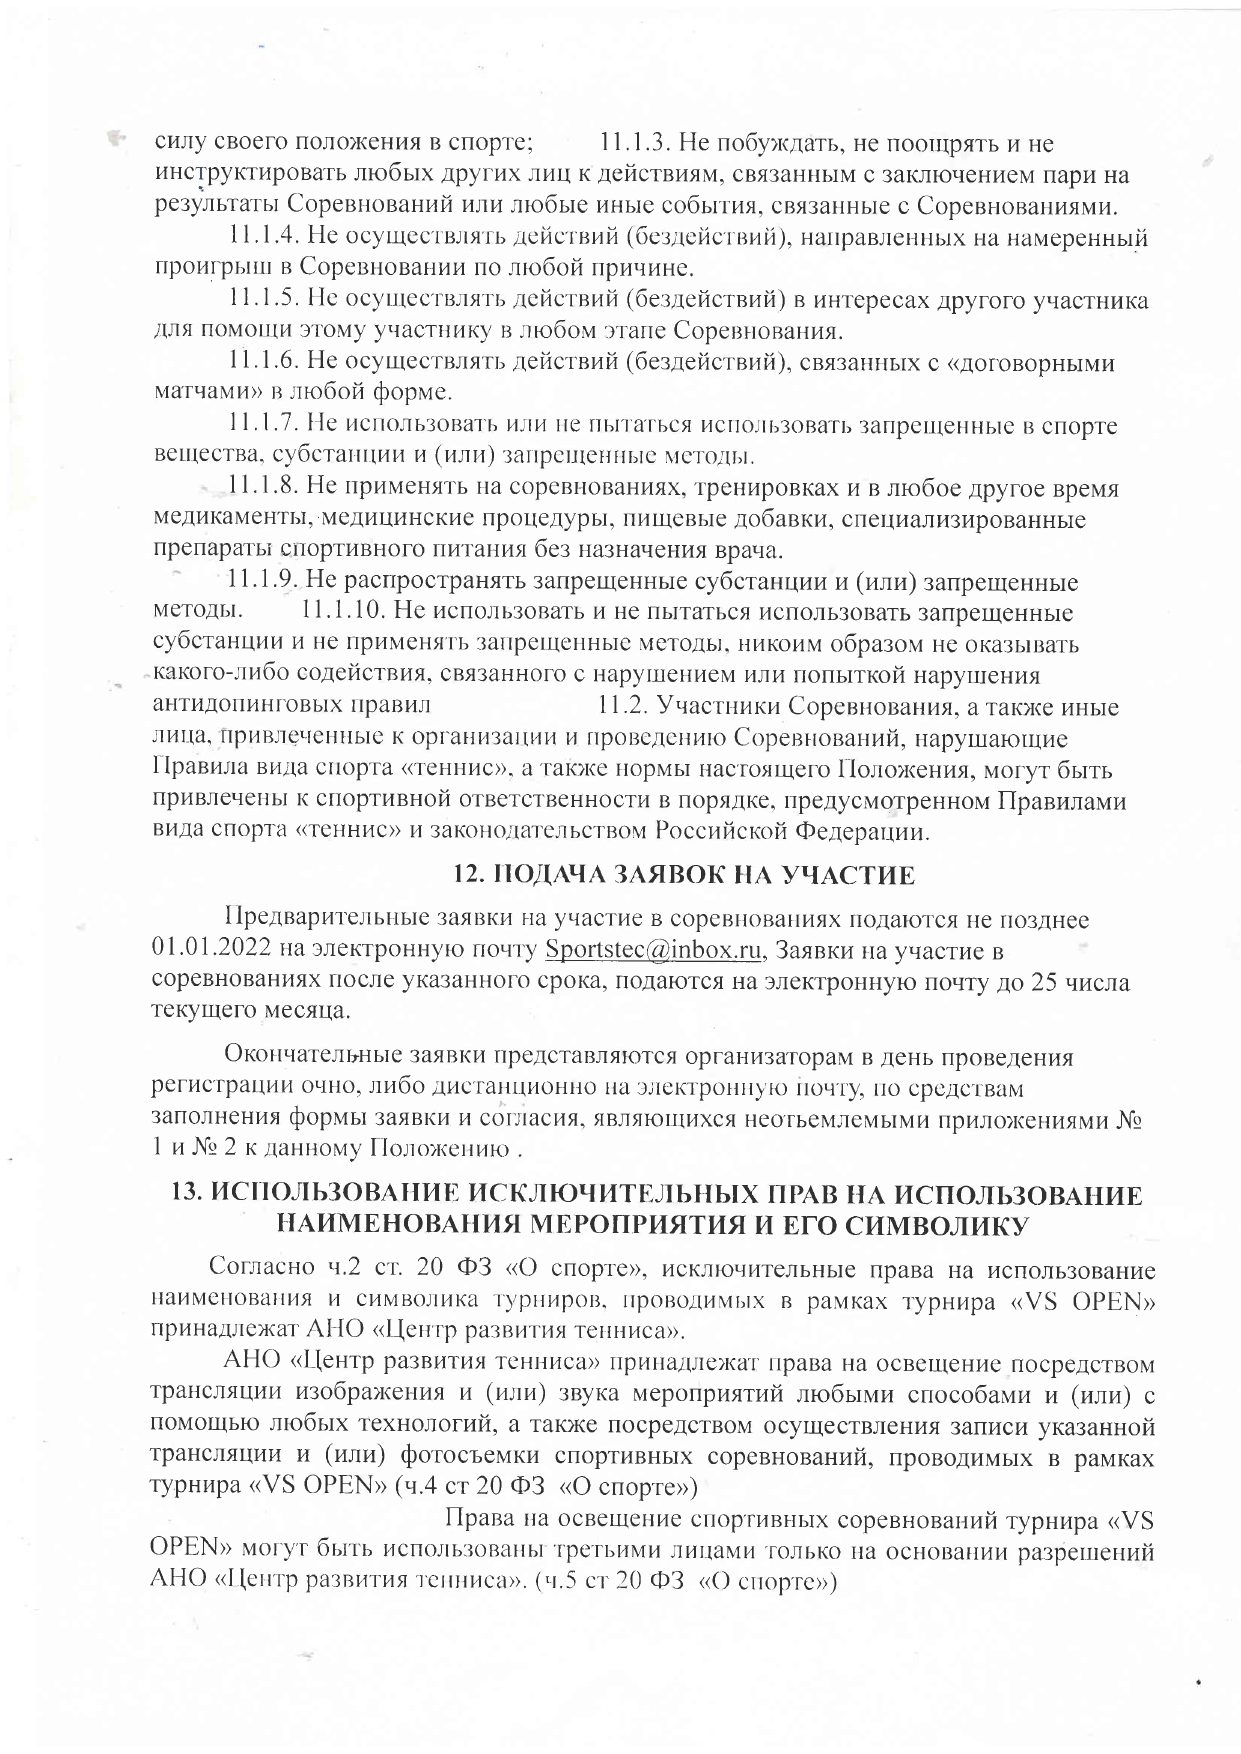 силу своего положения в спорте; 11.1.3. Не побуждать, не поощрять и не
инструктировать любых других лиц к действиям, связанным с заключением пари на
результаты Соревнований или любые иные события, связанные с Соревнованиями.
11.1.4. Не осуществлять действий (бездействий), направленных на намеренный
проигрыш в Соревновании по любой причине.
11.1.5. Не осуществлять действий (бездействий) в интересах другого участника
для помощи этому участнику в любом этапе Соревнования.
11.1.6. Не осуществлять действий (бездействий), связанных с «договорными
матчами» в любой форме.
11.1.7. Не использовать или не пытаться использовать запрещенные в спорте
вещества, субстанции и (или) запрещенные методы.
11.1.8. Не применять на соревнованиях, тренировках и в любое другое время
медикаменты, медицинские процедуры, пищевые добавки, специализированные
препараты спортивного питания без назначения врача.
11.1.9. Не распространять запрещенные субстанции и (или) запрещенные
методы. 11.1.10. Не использовать и не пытаться использовать запрещенные
субстанции и не применять запрещенные методы, никоим образом не оказывать
какого-либо содействия, связанного с нарушением или попыткой нарушения
антидопинговых правил 11.2. Участники Соревнования, а также иные
лица, привлеченные к организации и проведению Соревнований, нарушающие
Правила вида спорта «теннис», а также нормы настоящего Положения, могут быть
привлечены к спортивной ответственности в порядке, предусмотренном Правилами
вида спорта «теннис» и законодательством Российской Федерации.
12. ПОДАЧА ЗАЯВОК НА УЧАСТИЕ
Предварительные заявки на участие в соревнованиях подаются не позднее
01.01.2022 на электронную почту Sportstec@inbox.ru, Заявки на участие в
соревнованиях после указанного срока, подаются на электронную почту до 25 числа
текущего месяца.
Окончательные заявки представляются организаторам в день проведения
регистрации очно, либо дистанционно на электронную почту, по средствам
заполнения формы заявки и согласия, являющихся неотьемлемыми приложениями №
1 и № 2 к данному Положению .
13. ИСПОЛЬЗОВАНИЕ ИСКЛЮЧИТЕЛЬНЫХ ПРАВ НА ИСПОЛЬЗОВАНИЕ
НАИМЕНОВАНИЯ МЕРОПРИЯТИЯ И ЕГО СИМВОЛИКУ
Согласно ч.2 ст. 20 ФЗ «О спорте», исключительные права на использование
наименования и символика турниров, проводимых в рамках турнира «VS OPEN»
принадлежат АНО «Центр развития тенниса».
АНО «Центр развития тенниса» принадлежат права на освещение посредством
трансляции изображения и (или) звука мероприятий любыми способами и (или) с
помощью любых технологий, а также посредством осуществления записи указанной
трансляции и (или) фотосъемки спортивных соревнований, проводимых в рамках
турнира «VS OPEN» (ч.4 ст 20 ФЗ «О спорте»)
Права на освещение спортивных соревнований турнира «VS
OPEN» могут быть использованы третьими лицами только на основании разрешений
АНО «Центр развития тенниса». (ч.5 ст 20 ФЗ «О спорте»)